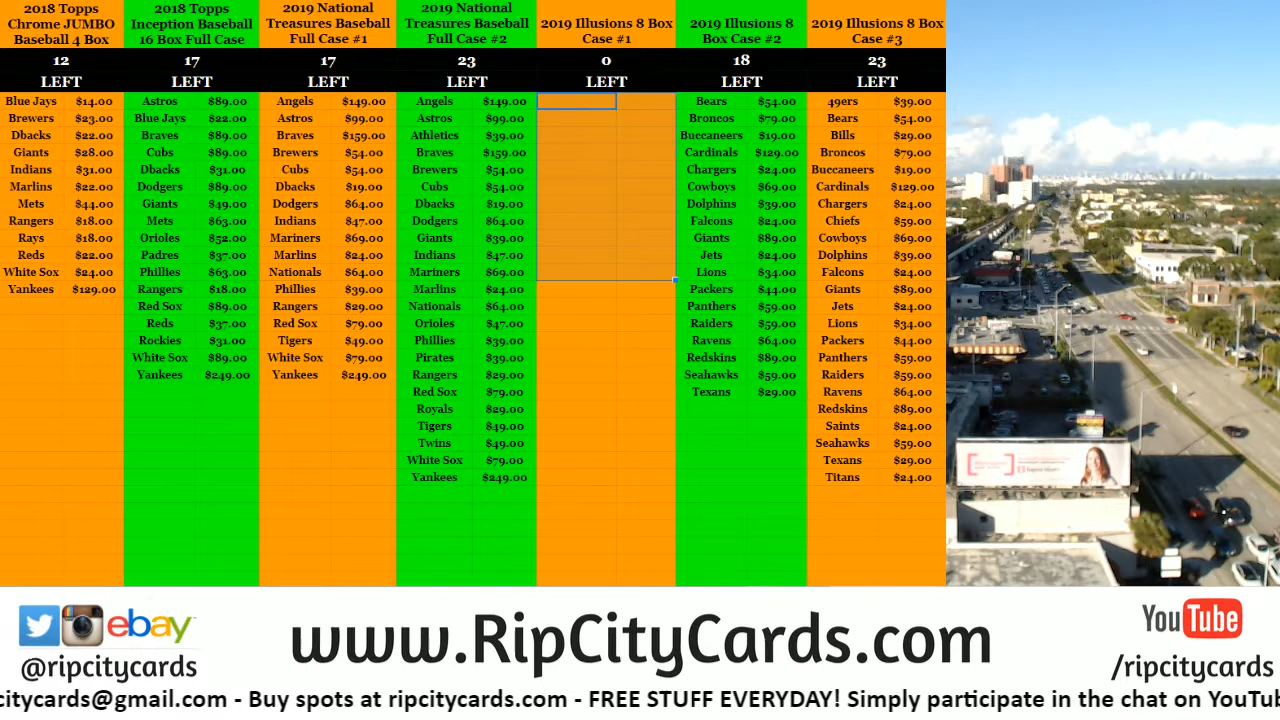 2018 Topps Chrome JUMBO Baseball 4 Box
12
LEFT
Blue Jays $14.00
Brewers $23.00
Dbacks $22.00
Giants $28.00
Indians $31.00
Marlins $22.00
Mets $44.00
Rangers $18.00
Rays $18.00
Reds $22.00
White Sox $24.00
Yankees $129.00
2018 Topps Inception Baseball 16 Box Full Case
17
LEFT
Astros $89.00
Blue Jays $22.00
Braves $89.00
Cubs $89.00
Dbacks $31.00
Dodgers $89.00
Giants $49.00
Mets $63.00
Orioles $52.00
Padres $37.00
Phillies $63.00
Rangers $18.00
Red Sox $89.00
Reds $37.00
Rockies $31.00
White Sox $89.00
Yankees $249.00
2019 National Treasures Baseball Full Case #1
17
LEFT
Angels $149.00
Astros $99.00
Braves $159.00
Brewers $54.00
Cubs $54.00
Dbacks $19.00
Dodgers $64.00
Indians $47.00
Mariners $69.00
Marlins $24.00
Nationals $64.00
Phillies $39.00
Rangers $29.00
Red Sox $79.00
Tigers $49.00
White Sox $79.00
Yankees $249.00
2019 National Treasures Baseball Full Case #2
23
LEFT
Angels $149.00
Astros $99.00
Athletics $39.00
Braves $159.00
Brewers $54.00
Cubs $54.00
Dbacks $19.00
Dodgers $64.00
Giants $39.00
Indians $47.00
Mariners $69.00
Marlins $24.00
Nationals $64.00
Orioles $47.00
Phillies $39.00
Pirates $39.00
Rangers $29.00
Red Sox $79.00
Royals $29.00
Tigers $49.00
Twins $49.00
White Sox $79.00
Yankees $249.00
2019 Illusions 8 Box Case #1
0
LEFT
2019 Illusions 8 Box Case #2
18
LEFT
Bears $54.00
Broncos $79.00
Buccaneers $19.00
Cardinals $129.00
Chargers $24.00
Cowboys $69.00
Dolphins $39.00
Falcons $24.00
Giants $89.00
Jets $24.00
Lions $34.00
Packers $44.00
Panthers $59.00
Raiders $59.00
Ravens $64.00
Redskins $89.00
Seahawks $59.00
Texans $29.00
2019 Illusions 8 Box Case #3
23
LEFT
49ers $39.00
Bears $54.00
Bills $29.00
Broncos $79.00
Buccaneers $19.00
Cardinals $129.00
Chargers $24.00
Chiefs $59.00
Cowboys $69.00
Dolphins $39.00
Falcons $24.00
Giants $89.00
Jets $24.00
Lions $34.00
Packers $44.00
Panthers $59.00
Raiders $59.00
Ravens $64.00
Redskins $89.00
Saints $24.00
Seahawks $59.00
Texans $29.00
Titans $24.00
ebay
@ripcitycards
www.RipCityCards.com
YouTube
/ripcitycards
citycards@gmail.com - Buy spots at ripcitycards.com - FREE STUFF EVERYDAY! Simply participate in the chat on YouTub